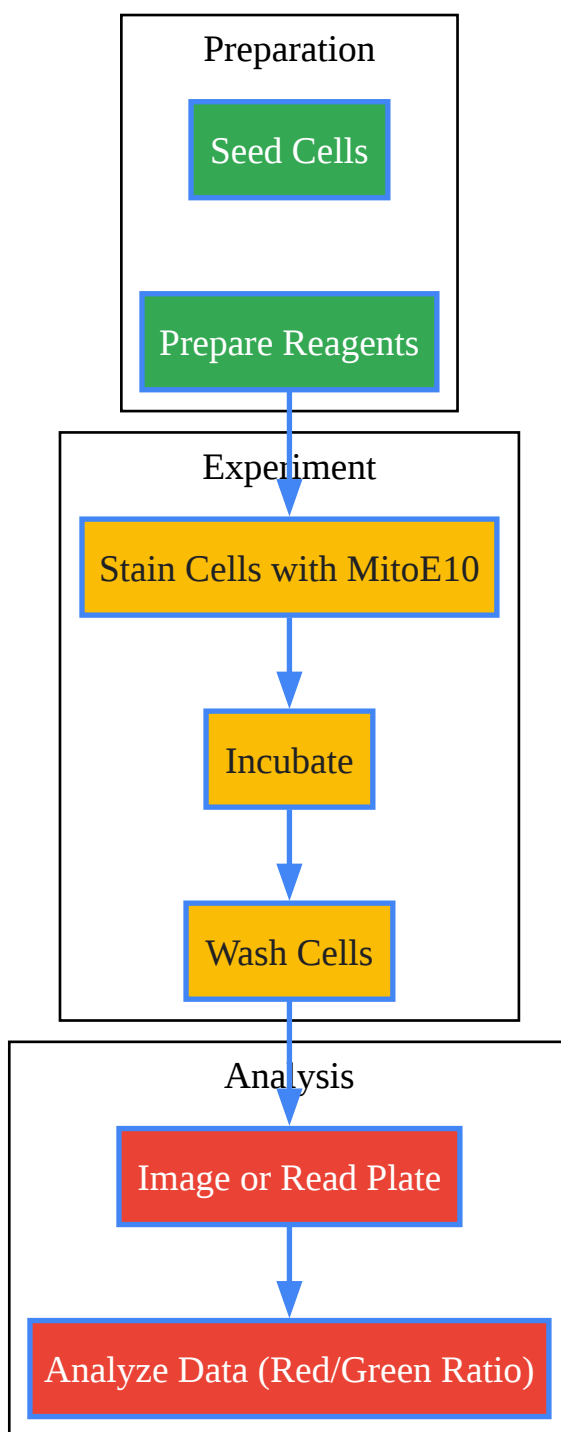 Preparation
Seed Cells
Prepare Reagents
Experiment
Stain Cells with MitoE10
Incubate
Wash Cells
Analysis
Image or Read Plate
Analyze Data (Red/Green Ratio)